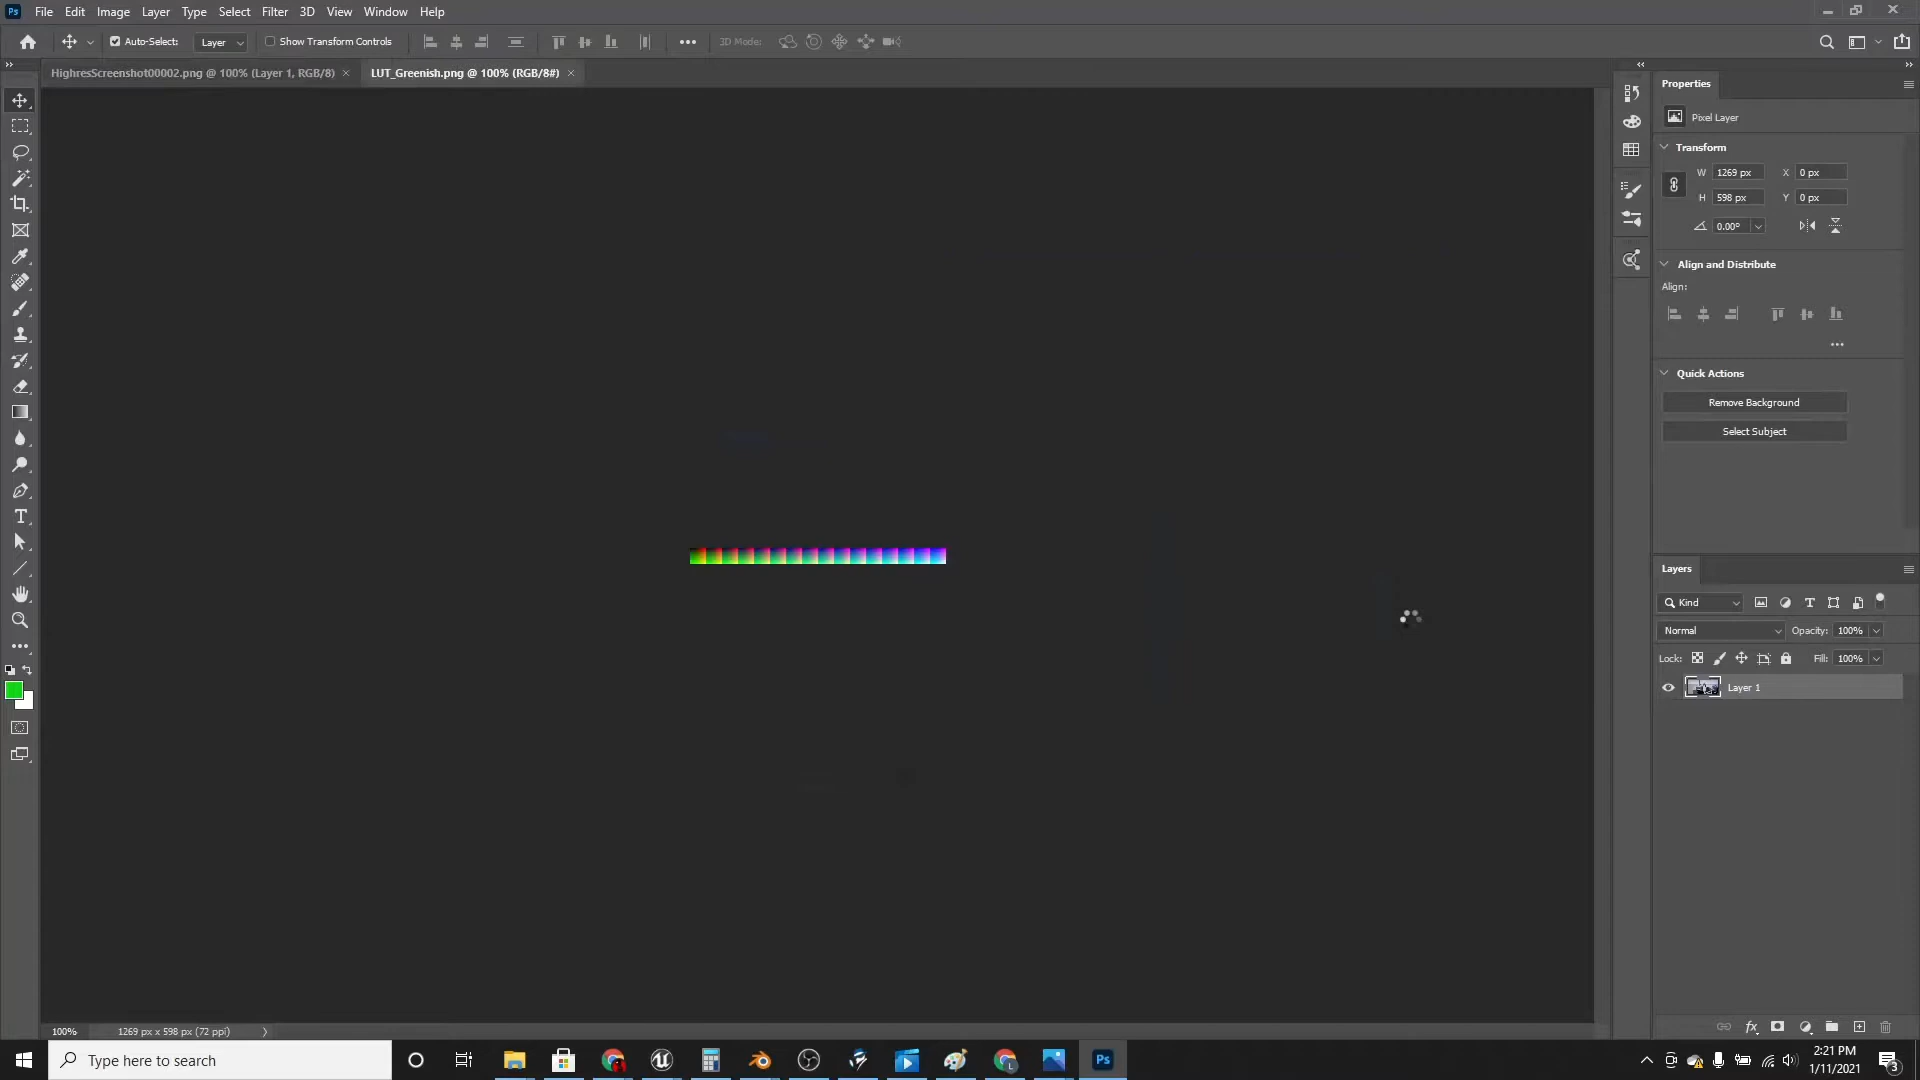 Ps File Edit Image Layer Type Select Filter 3D View Window Help
Auto-Select: Layer Show Transform Controls 3D Mode:
HighresScreenshot00002.png @ 100% (Layer 1, RGB/8) × LUT_Greenish.png @ 100% (RGB/8#) ×
Properties
Pixel Layer
Transform
W 1269 px X 0 px
H 598 px Y 0 px
0.00°
Align and Distribute
Align:
Quick Actions
Remove Background
Select Subject
Layers
Kind
Normal Opacity: 100%
Lock: Fill: 100%
Layer 1
100% 1269 px x 598 px (72 ppi)
Type here to search
Ps
2:21 PM
1/11/2021
3